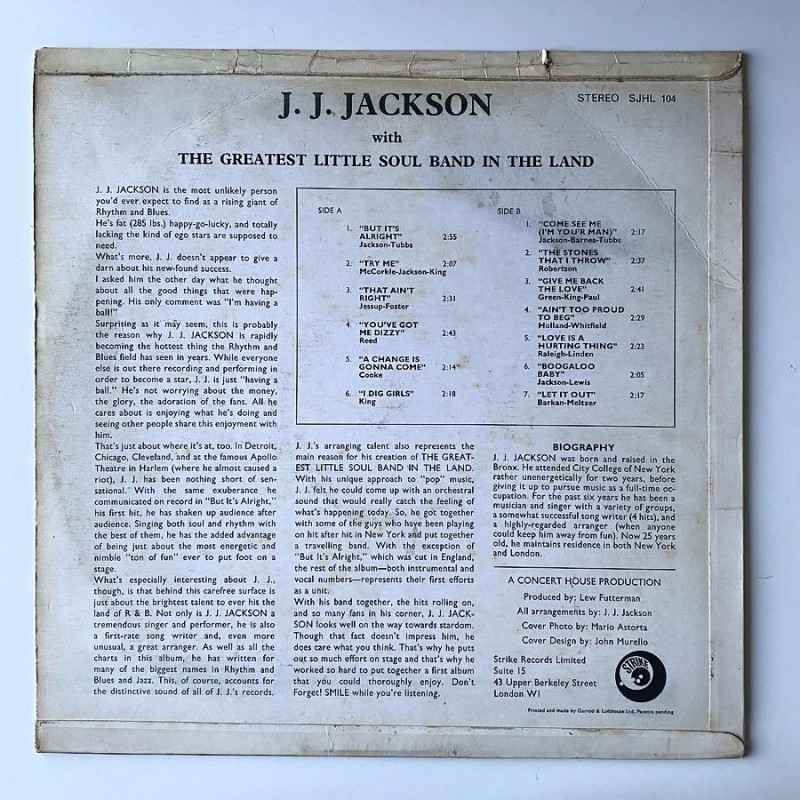 J. J. JACKSON
STEREO SJHL 104
with
THE GREATEST LITTLE SOUL BAND IN THE LAND
J. J. JACKSON is the most unlikely person
you'd ever expect to find as a rising giant of
Rhythm and Blues.
He's fat (285 lbs.) happy-go-lucky, and totally
lacking the kind of ego stars are supposed to
need.
What's more, J. J. doesn't appear to give a
darn about his new-found success.
I asked him the other day what he thought
about all the good things that were hap-
pening. His only comment was "I'm having a
ball!"
Surprising as it may seem, this is probably
the reason why J. J. JACKSON is rapidly
becoming the hottest thing the Rhythm and
Blues field has seen in years. While everyone
else is out there recording and performing in
order to become a star, J. J. is just "having a
ball." He's not worrying about the money,
the glory, the adoration of the fans. All he
cares about is enjoying what he's doing and
seeing other people share this enjoyment with
him.
That's just about where it's at, too. In Detroit,
Chicago, Cleveland, and at the famous Apollo
Theatre in Harlem (where he almost caused a
riot), J. J. has been nothing short of sen-
sational. With the same exuberance he
communicated on record in "But It's Alright,"
his first hit, he has shaken up audience after
audience. Singing both soul and rhythm with
the best of them, he has the added advantage
of being just about the most energetic and
nimble "ton of fun" ever to put foot on a
stage.
What's especially interesting about J. J.,
though, is that behind this carefree surface is
just about the brightest talent to ever hit the
land of R & B. Not only is J. J. JACKSON a
tremendous singer and performer, he is also
a first-rate song writer and, even more
unusual, a great arranger. As well as all the
charts in this album, he has written for
many of the biggest names in Rhythm and
Blues and Jazz. This, of course, accounts for
the distinctive sound of all of J. J.'s records.
SIDE A
1. "BUT IT'S
ALRIGHT" 2:55
Jackson-Tubbs
2. "TRY ME" 2:07
McCorkle-Jackson-King
3. "THAT AIN'T
RIGHT" 2:31
Jessup-Foster
4. "YOU'VE GOT
ME DIZZY" 2:43
Reed
5. "A CHANGE IS
GONNA COME" 2:14
Cooke
6. "I DIG GIRLS" 2:18
King
SIDE B
1. "COME SEE ME
(I'M YOU'R MAN)" 2:17
Jackson-Barnes-Tubbs
2. "THE STONES
THAT I THROW" 2:37
Robertson
3. "GIVE ME BACK
THE LOVE" 2:41
Green-King-Paul
4. "AIN'T TOO PROUD
TO BEG" 2:29
Holland-Whitfield
5. "LOVE IS A
HURTING THING" 2:23
Raleigh-Linden
6. "BOOGALOO
BABY" 2:05
Jackson-Lewis
7. "LET IT OUT" 2:17
Barkan-Meltzer
J. J.'s arranging talent also represents the
main reason for his creation of THE GREAT-
EST LITTLE SOUL BAND IN THE LAND.
With his unique approach to "pop" music,
J. J. felt he could come up with an orchestral
sound that would really catch the feeling of
what's happening today. So, he got together
with some of the guys who have been playing
on hit after hit in New York and put together
a travelling band. With the exception of
"But It's Alright," which was cut in England,
the rest of the album—both instrumental and
vocal numbers—represents their first efforts
as a unit.
With his band together, the hits rolling on,
and so many fans in his corner, J. J. JACK-
SON looks well on the way towards stardom.
Though that fact doesn't impress him, he
does care what you think. That's why he puts
out so much effort on stage and that's why he
worked so hard to put together a first album
that you could thoroughly enjoy. Don't
Forget! SMILE while you're listening.
BIOGRAPHY
J. J. JACKSON was born and raised in the
Bronx. He attended City College of New York
rather unenergetically for two years, before
giving it up to pursue music as a full-time oc-
cupation. For the past six years he has been a
musician and singer with a variety of groups,
a somewhat successful song writer (4 hits), and
a highly-regarded arranger (when anyone
could keep him away from fun). Now 25 years
old, he maintains residence in both New York
and London.
A CONCERT HOUSE PRODUCTION
Produced by: Lew Futterman
All arrangements by: J. J. Jackson
Cover Photo by: Mario Astorta
Cover Design by: John Murello
Strike Records Limited
Suite 15
43 Upper Berkeley Street
London W1
STRIKE
Printed and made by Garrod & Lofthouse Ltd, Patents pending